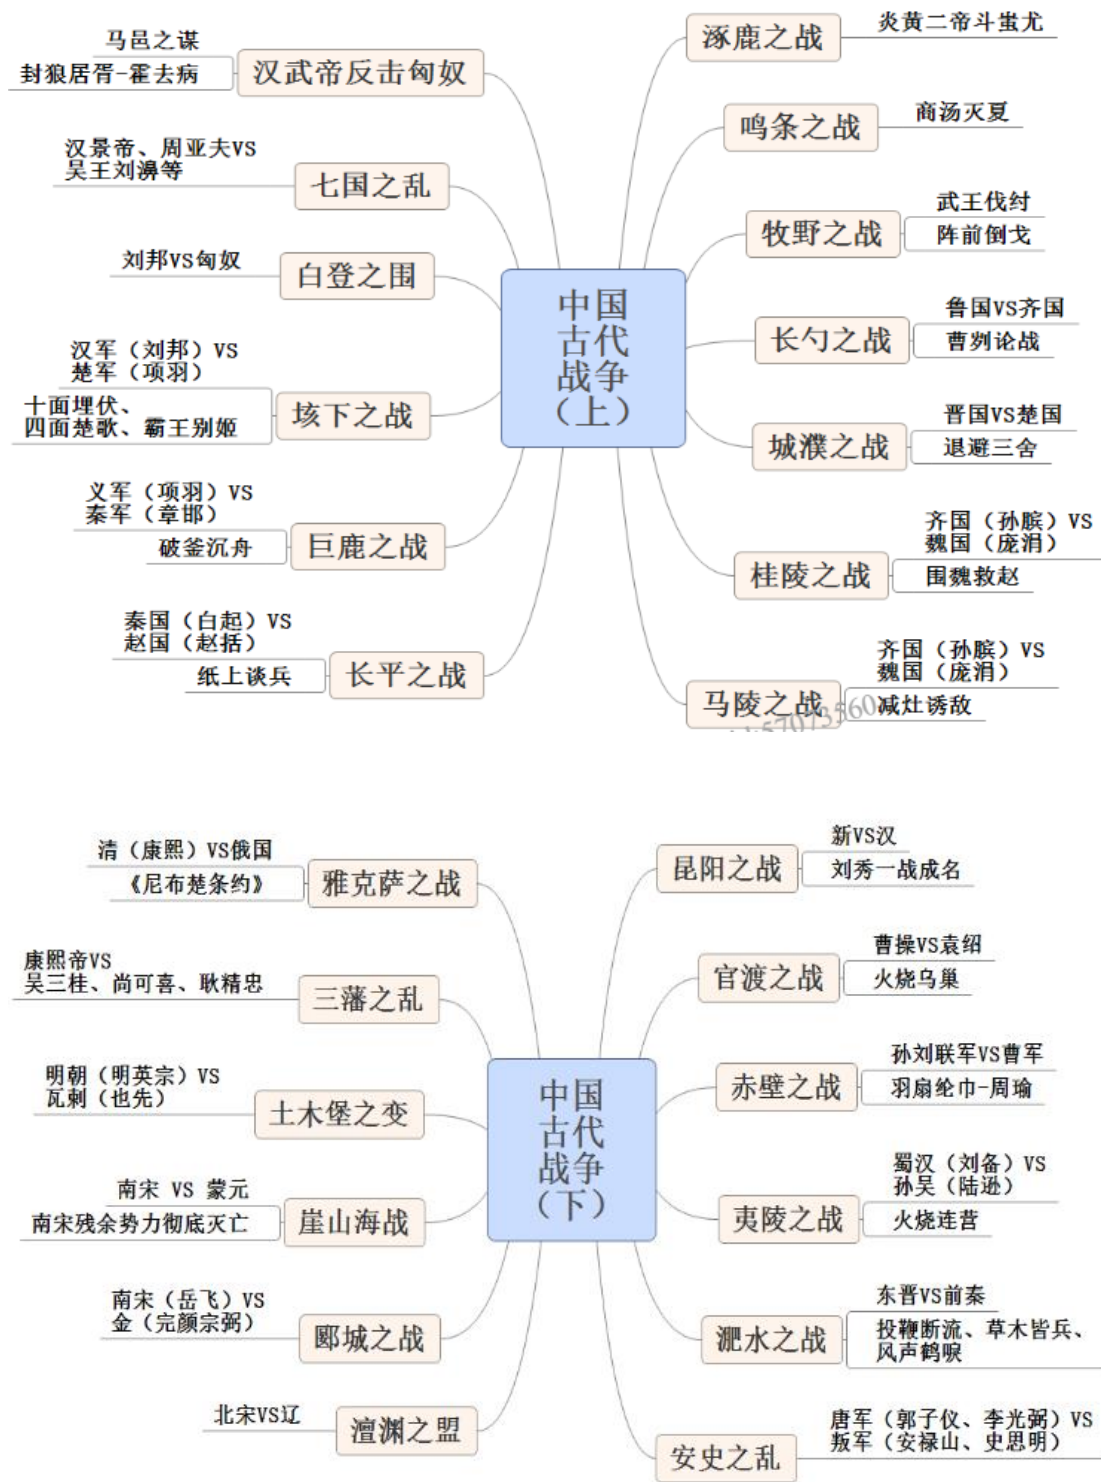 中国
古代
战争
（上）
涿鹿之战
炎黄二帝斗蚩尤
鸣条之战
商汤灭夏
牧野之战
武王伐纣
阵前倒戈
长勺之战
鲁国VS齐国
曹刿论战
城濮之战
晋国VS楚国
退避三舍
桂陵之战
齐国（孙膑）VS
魏国（庞涓）
围魏救赵
马陵之战
齐国（孙膑）VS
魏国（庞涓）
减灶诱敌
长平之战
秦国（白起）VS
赵国（赵括）
纸上谈兵
巨鹿之战
义军（项羽）VS
秦军（章邯）
破釜沉舟
垓下之战
汉军（刘邦）VS
楚军（项羽）
十面埋伏、
四面楚歌、霸王别姬
白登之围
刘邦VS匈奴
七国之乱
汉景帝、周亚夫VS
吴王刘濞等
汉武帝反击匈奴
马邑之谋
封狼居胥-霍去病
中国
古代
战争
（下）
昆阳之战
新VS汉
刘秀一战成名
官渡之战
曹操VS袁绍
火烧乌巢
赤壁之战
孙刘联军VS曹军
羽扇纶巾-周瑜
夷陵之战
蜀汉（刘备）VS
孙吴（陆逊）
火烧连营
淝水之战
东晋VS前秦
投鞭断流、草木皆兵、
风声鹤唳
安史之乱
唐军（郭子仪、李光弼）VS
叛军（安禄山、史思明）
澶渊之盟
北宋VS辽
郾城之战
南宋（岳飞）VS
金（完颜宗弼）
崖山海战
南宋 VS 蒙元
南宋残余势力彻底灭亡
土木堡之变
明朝（明英宗）VS
瓦剌（也先）
三藩之乱
康熙帝VS
吴三桂、尚可喜、耿精忠
雅克萨之战
清（康熙）VS俄国
《尼布楚条约》